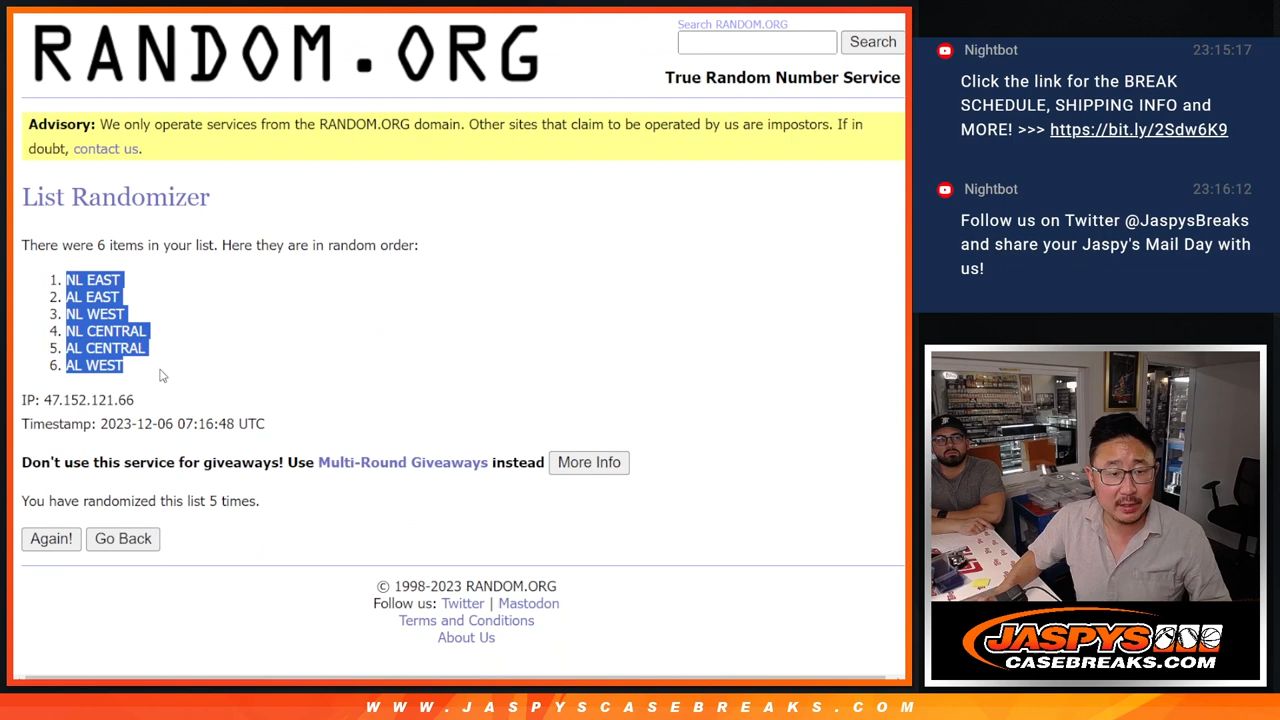 RANDOM.ORG
Search RANDOM.ORG
Search
True Random Number Service
Advisory: We only operate services from the RANDOM.ORG domain. Other sites that claim to be operated by us are impostors. If in
doubt, contact us.
List Randomizer
There were 6 items in your list. Here they are in random order:
1. NL EAST
2. AL EAST
3. NL WEST
4. NL CENTRAL
5. AL CENTRAL
6. AL WEST
IP: 47.152.121.66
Timestamp: 2023-12-06 07:16:48 UTC
Don't use this service for giveaways! Use Multi-Round Giveaways instead More Info
You have randomized this list 5 times.
Again! Go Back
© 1998-2023 RANDOM.ORG
Follow us: Twitter | Mastodon
Terms and Conditions
About Us
Nightbot 23:15:17
Click the link for the BREAK
SCHEDULE, SHIPPING INFO and
MORE! >>> https://bit.ly/2Sdw6K9
Nightbot 23:16:12
Follow us on Twitter @JaspysBreaks
and share your Jaspy's Mail Day with
us!
JASPYS
CASEBREAKS.COM
WWW.JASPYSCASEBREAKS.COM